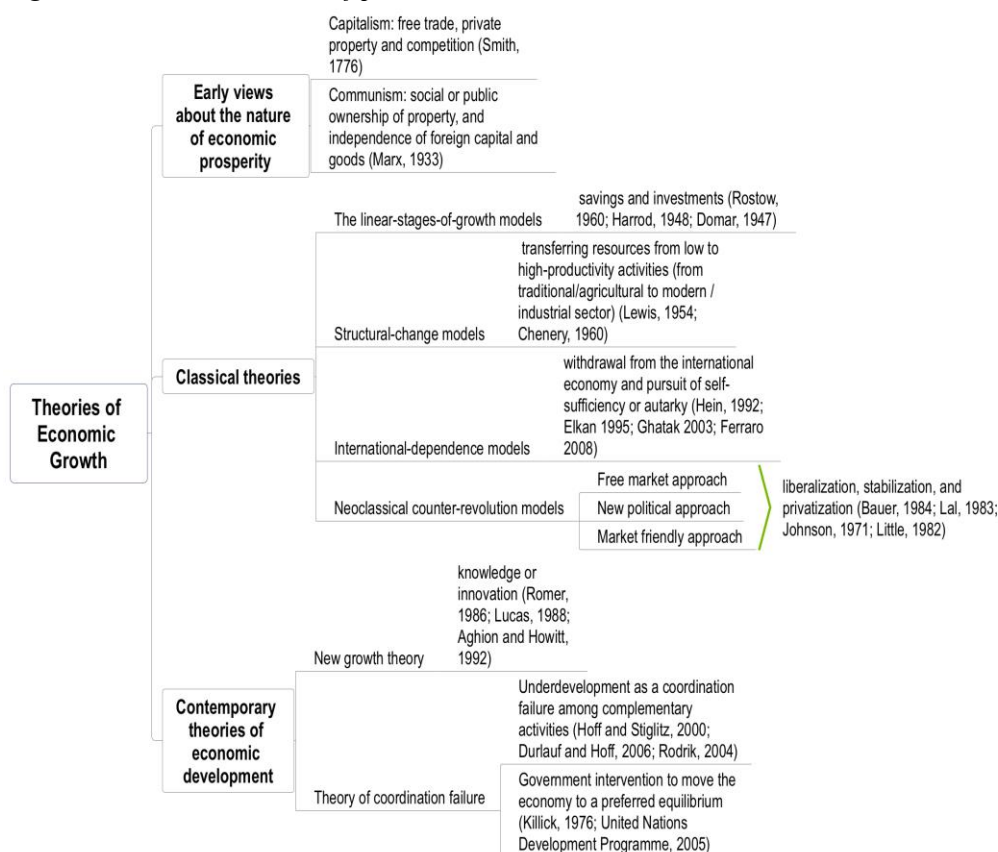 Capitalism: free trade, private
property and competition (Smith,
1776)
Early views
about the nature
of economic
prosperity
Communism: social or public
ownership of property, and
independence of foreign capital and
goods (Marx, 1933)
The linear-stages-of-growth models
savings and investments (Rostow,
1960; Harrod, 1948; Domar, 1947)
transferring resources from low to
high-productivity activities (from
traditional/agricultural to modern /
industrial sector) (Lewis, 1954;
Chenery, 1960)
Structural-change models
Classical theories
Theories of
Economic
Growth
withdrawal from the international
economy and pursuit of self-
sufficiency or autarky (Hein, 1992;
Elkan 1995; Ghatak 2003; Ferraro
2008)
International-dependence models
Neoclassical counter-revolution models
Free market approach
New political approach
Market friendly approach
liberalization, stabilization, and
privatization (Bauer, 1984; Lal, 1983;
Johnson, 1971; Little, 1982)
knowledge or
innovation (Romer,
1986; Lucas, 1988;
Aghion and Howitt,
1992)
New growth theory
Contemporary
theories of
economic
development
Underdevelopment as a coordination
failure among complementary
activities (Hoff and Stiglitz, 2000;
Durlauf and Hoff, 2006; Rodrik, 2004)
Theory of coordination failure
Government intervention to move the
economy to a preferred equilibrium
(Killick, 1976; United Nations
Development Programme, 2005)